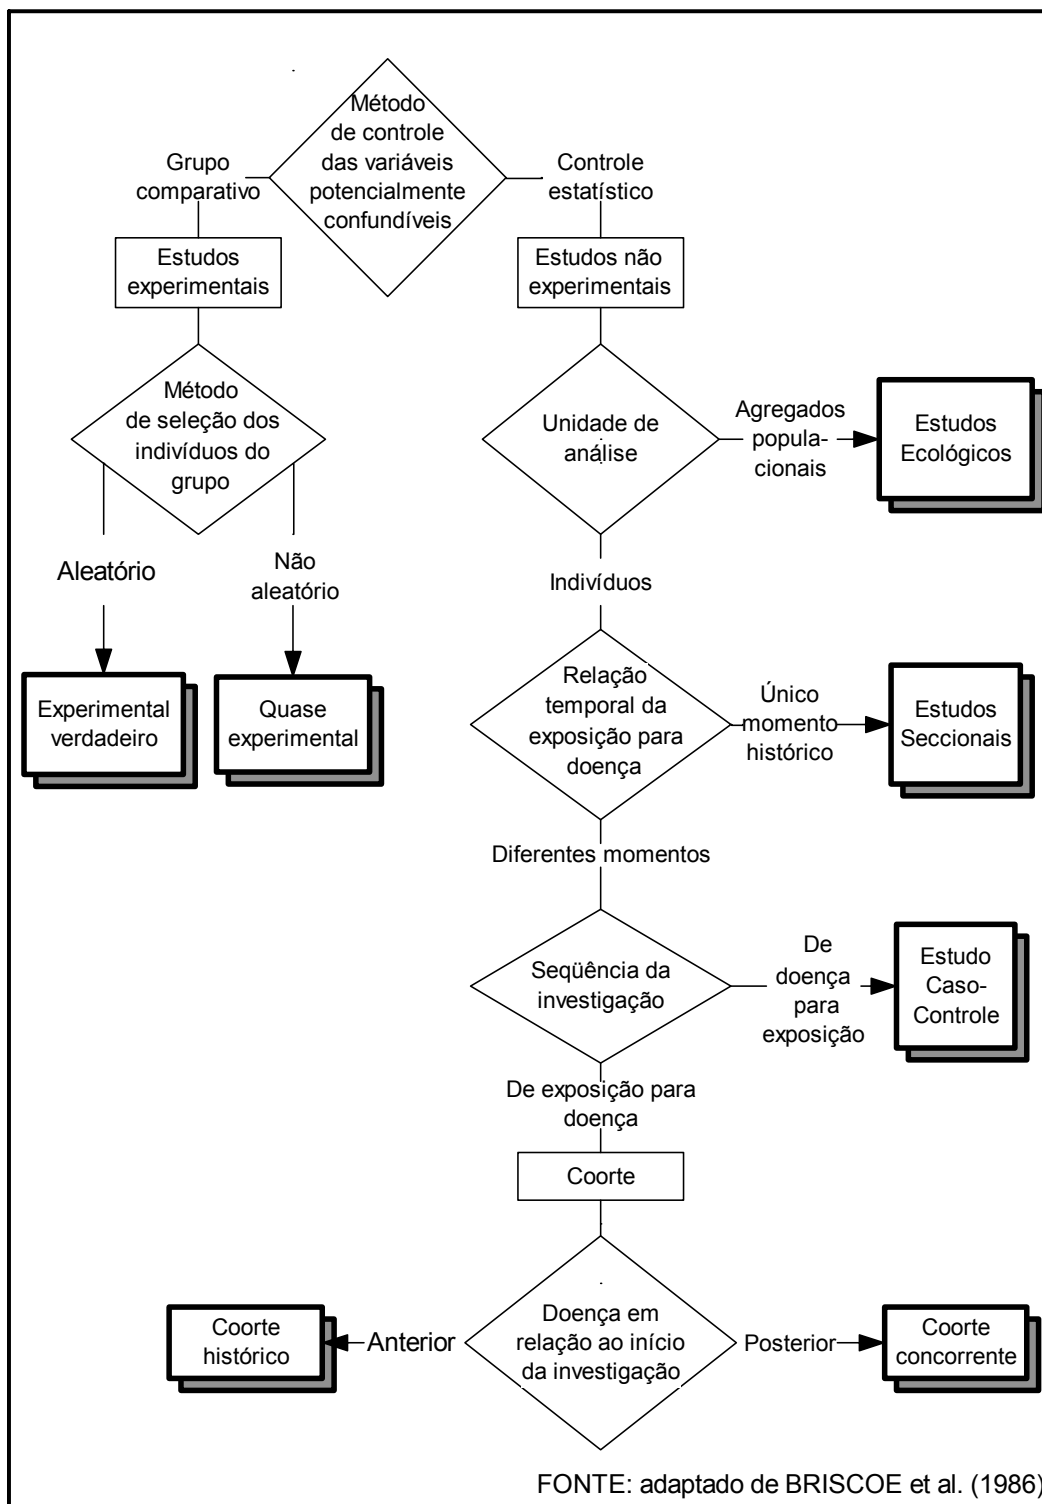 Método
de controle
das variáveis
potencialmente
confundíveis
Grupo
comparativo
Controle
estatístico
Estudos
experimentais
Estudos não
experimentais
Método
de seleção dos
indivíduos do
grupo
Unidade de
análise
Agregados
popula-
cionais
Estudos
Ecológicos
Aleatório
Não
aleatório
Indivíduos
Experimental
verdadeiro
Quase
experimental
Relação
temporal da
exposição para
doença
Único
momento
histórico
Estudos
Seccionais
Diferentes momentos
Seqüência da
investigação
De
doença
para
exposição
Estudo
Caso-
Controle
De exposição para
doença
Coorte
Doença em
relação ao início
da investigação
Anterior
Coorte
histórico
Posterior
Coorte
concorrente
FONTE: adaptado de BRISCOE et al. (1986)